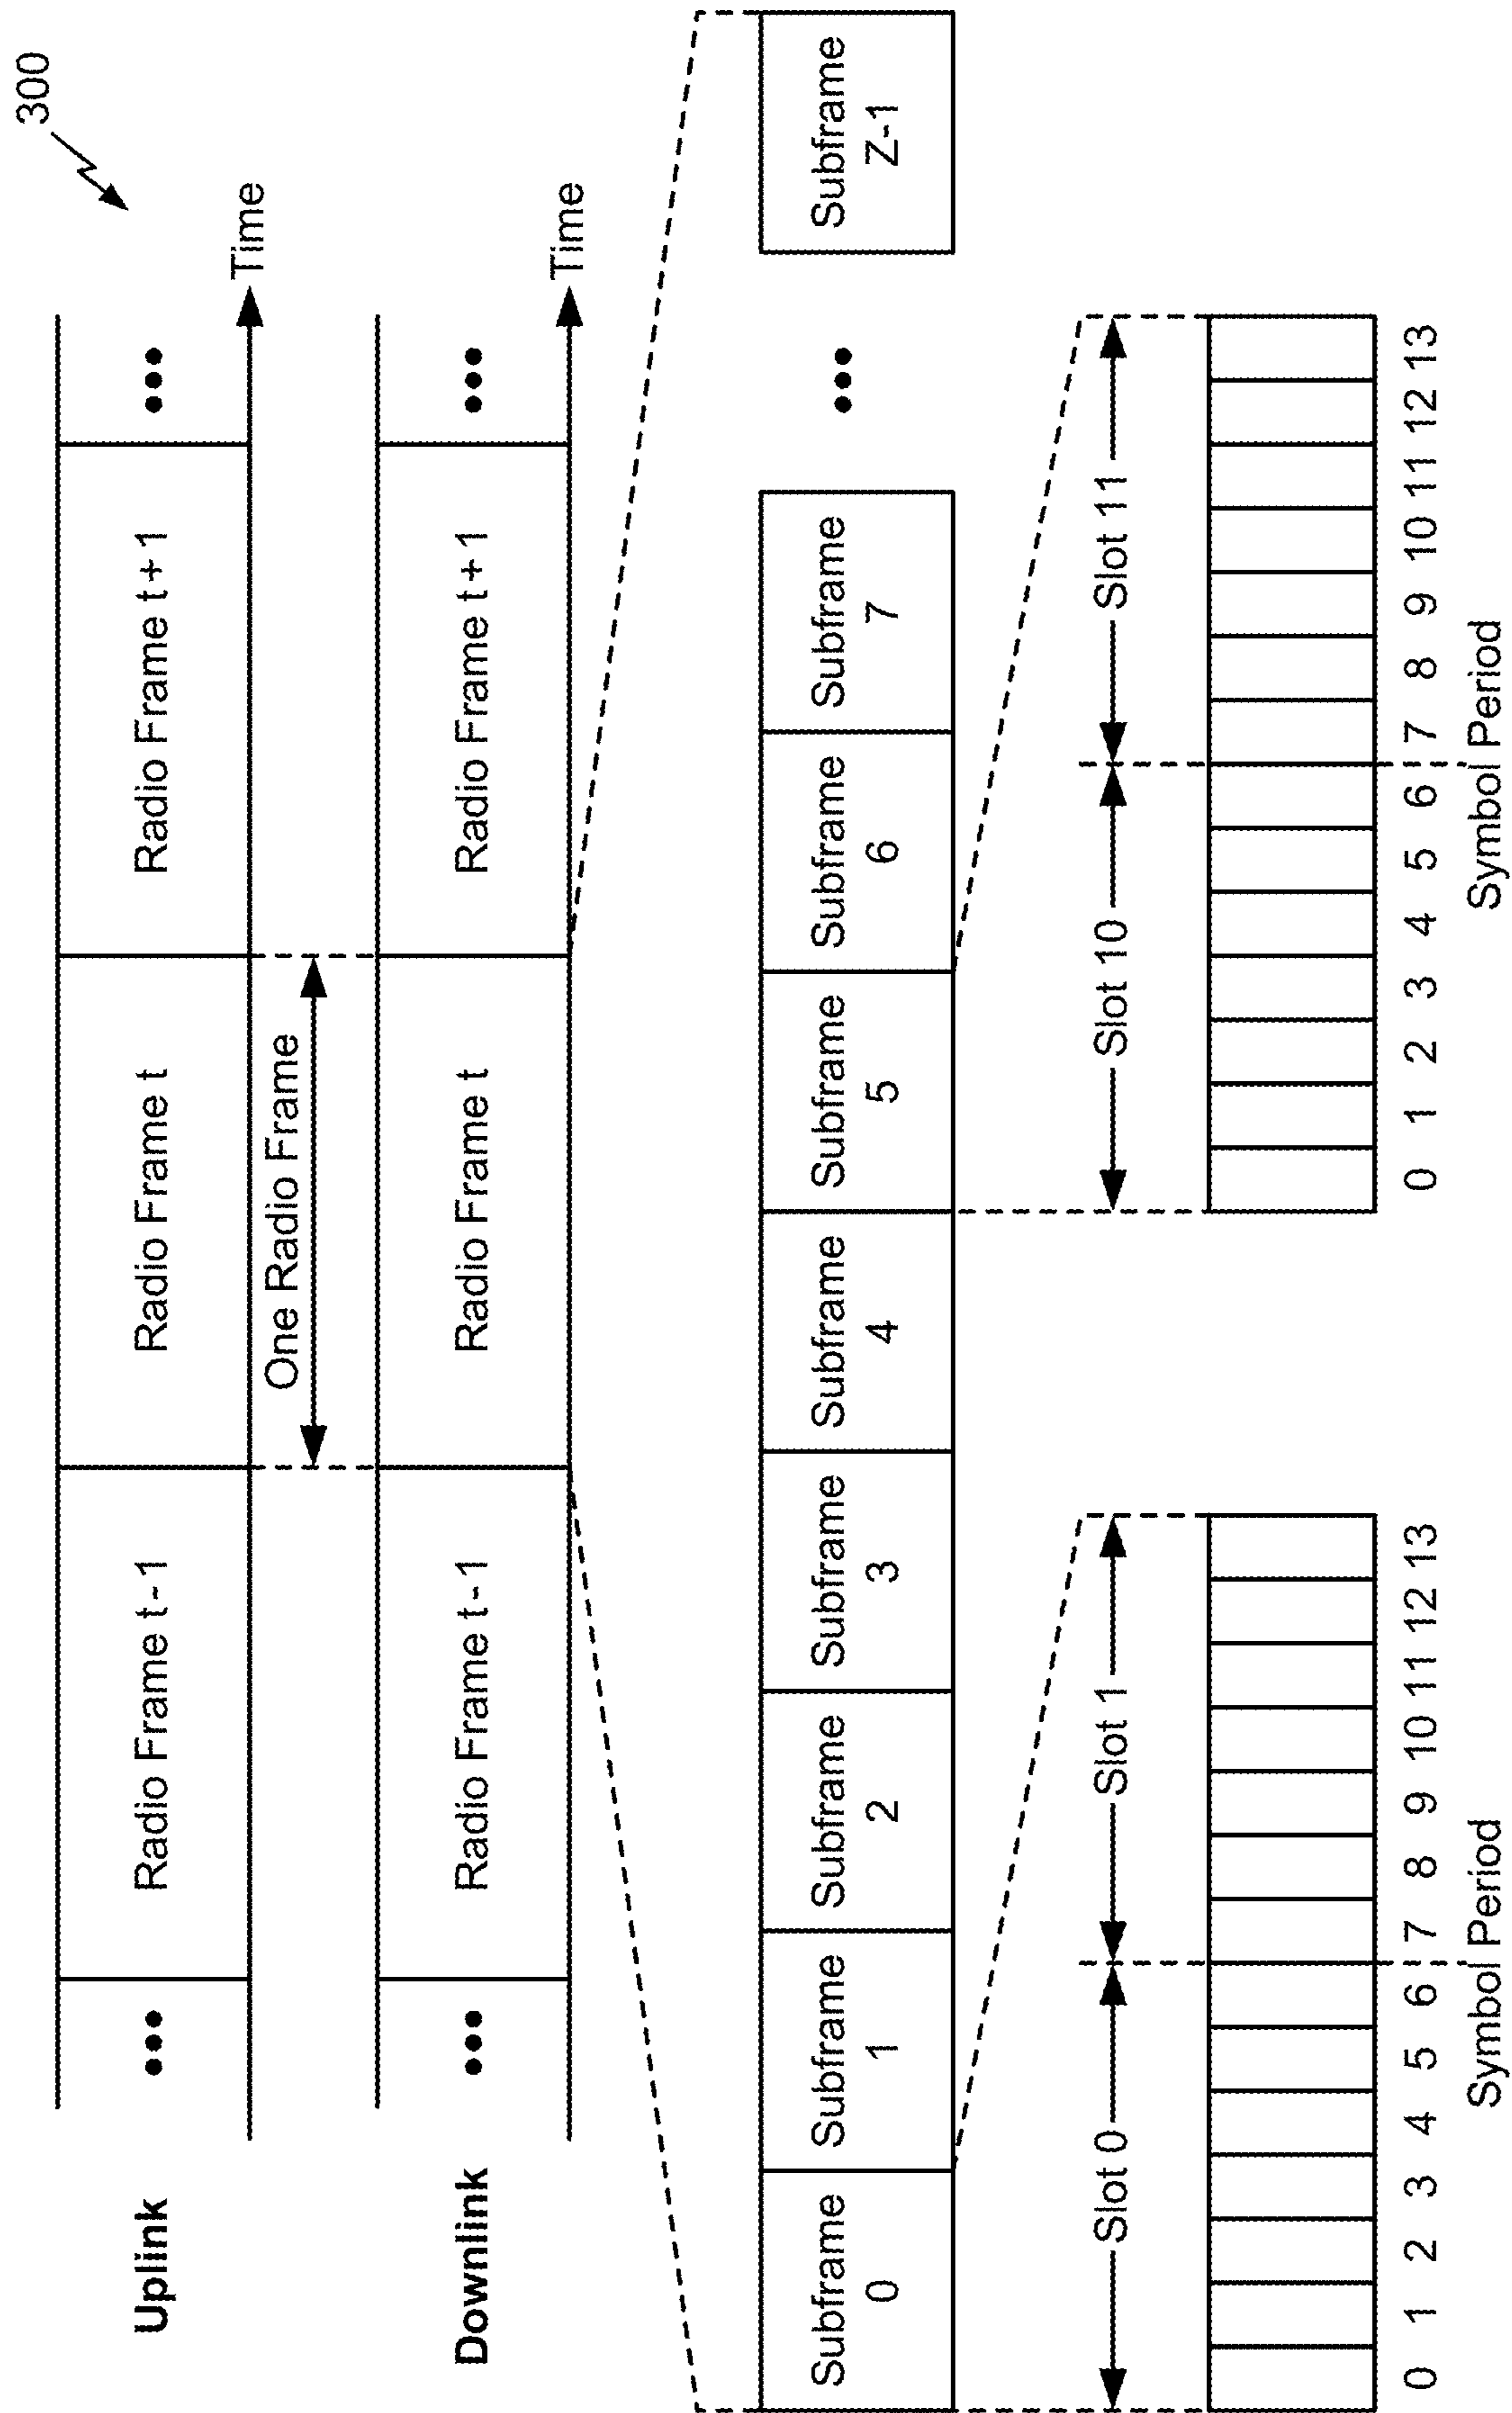 300
Uplink
••• Radio Frame t-1 Radio Frame t Radio Frame t+1 •••
Time
One Radio Frame
Downlink
••• Radio Frame t-1 Radio Frame t Radio Frame t+1 •••
Time
Subframe Subframe Subframe Subframe Subframe Subframe Subframe Subframe ••• Subframe
0 1 2 3 4 5 6 7 Z-1
Slot 0 Slot 1 Slot 10 Slot 11
0 1 2 3 4 5 6 7 8 9 10 11 12 13 0 1 2 3 4 5 6 7 8 9 10 11 12 13
Symbol Period Symbol Period